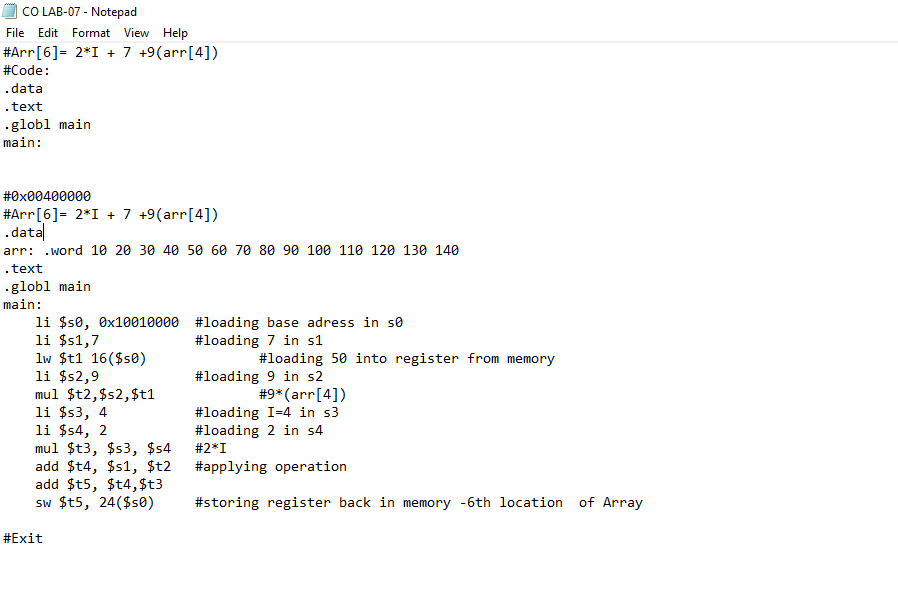 CO LAB-07 - Notepad
File Edit Format View Help
#Arr[6]= 2*I + 7 +9(arr[4])
#Code:
.data
.text
.globl main
main:
#0x00400000
#Arr[6]= 2*I + 7 +9(arr[4])
.data
arr: .word 10 20 30 40 50 60 70 80 90 100 110 120 130 140
.text
.globl main
main:
li $s0, 0x10010000 #loading base adress in s0
li $s1,7 #loading 7 in s1
lw $t1 16($s0) #loading 50 into register from memory
li $s2,9 #loading 9 in s2
mul $t2,$s2,$t1 #9*(arr[4])
li $s3, 4 #loading I=4 in s3
li $s4, 2 #loading 2 in s4
mul $t3, $s3, $s4 #2*I
add $t4, $s1, $t2 #applying operation
add $t5, $t4,$t3
sw $t5, 24($s0) #storing register back in memory -6th location  of Array
#Exit